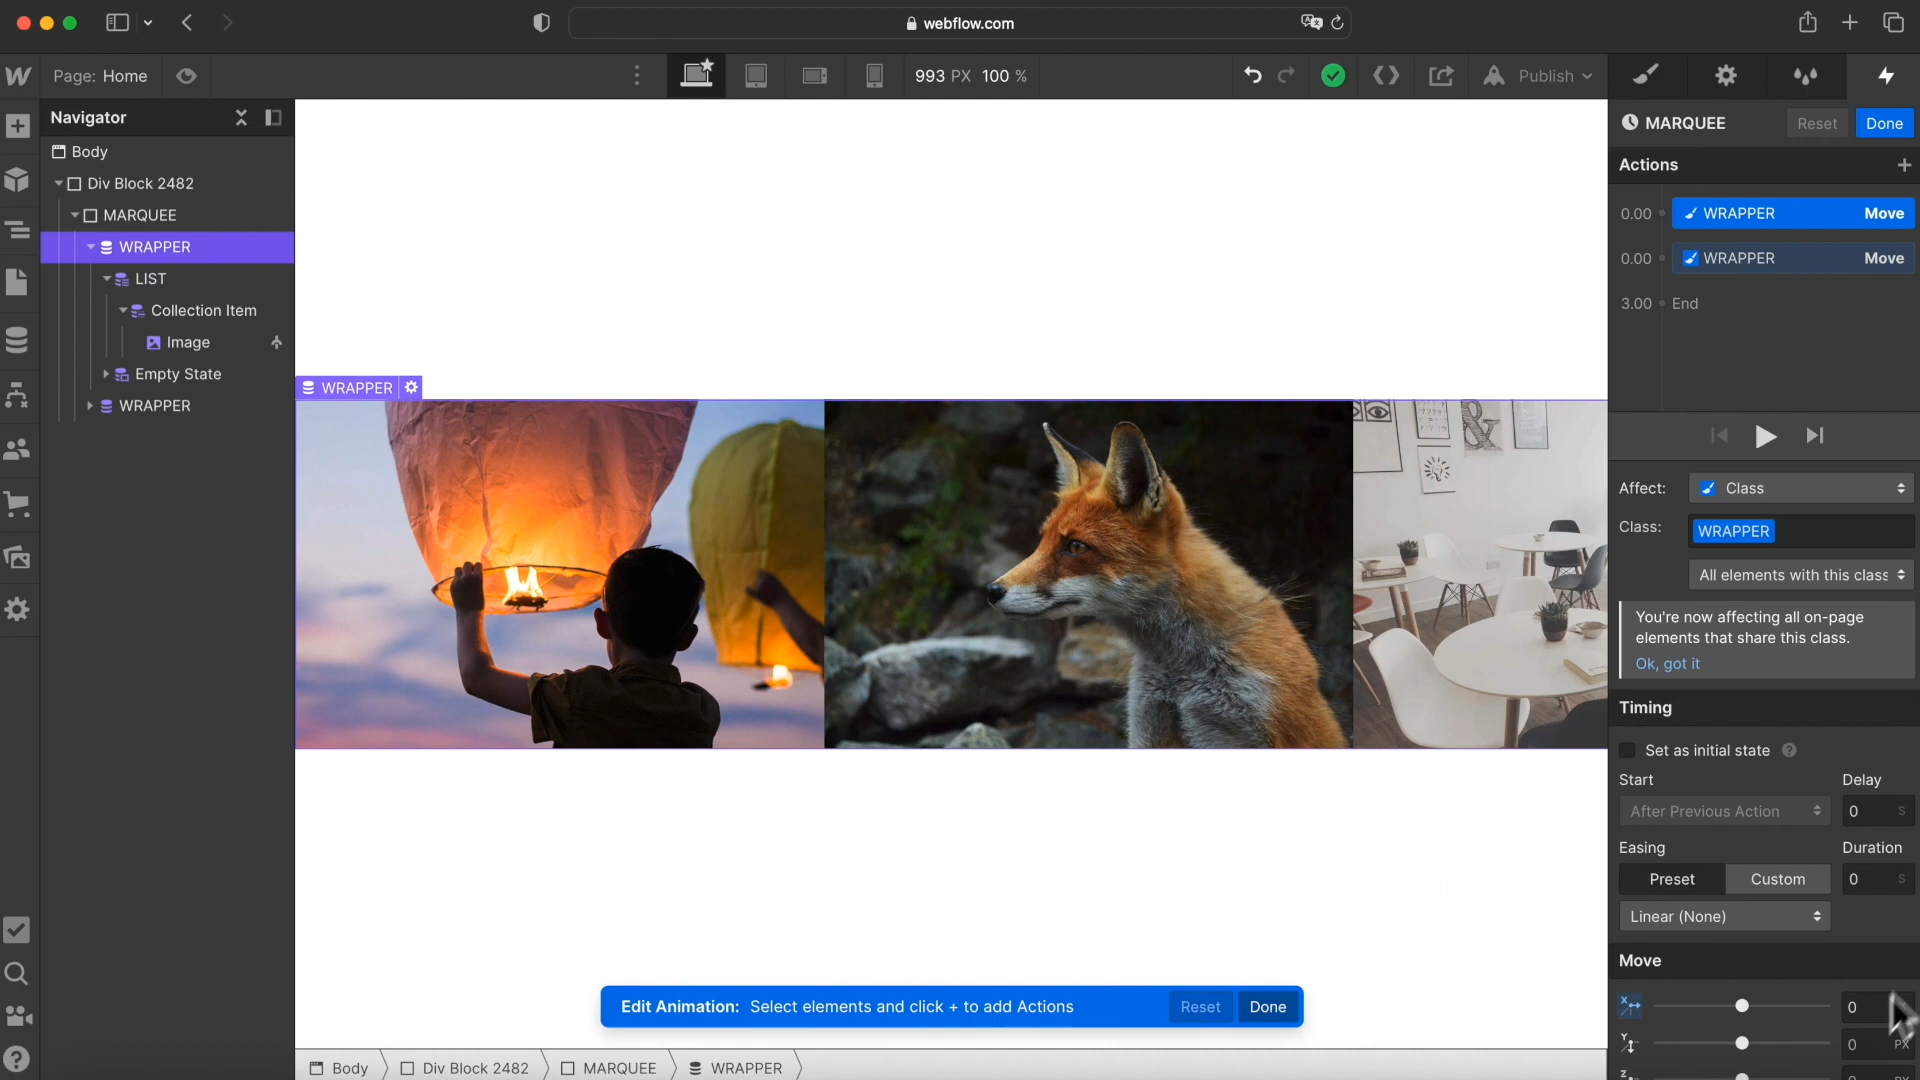 webflow.com
Page: Home
993 PX 100 %
Publish
Navigator
Body
Div Block 2482
MARQUEE
WRAPPER
LIST
Collection Item
Image
Empty State
WRAPPER
WRAPPER
MARQUEE
Reset
Done
Actions
0.00 WRAPPER Move
0.00 WRAPPER Move
3.00 End
Affect: Class
Class: WRAPPER
All elements with this class
You're now affecting all on-page
elements that share this class.
Ok, got it
Timing
Set as initial state ?
Start Delay
After Previous Action 0 S
Easing Duration
Preset Custom 0 S
Linear (None)
Move
X 0
Y 0 PX
Z 0 PX
Edit Animation: Select elements and click + to add Actions Reset Done
Body Div Block 2482 MARQUEE WRAPPER